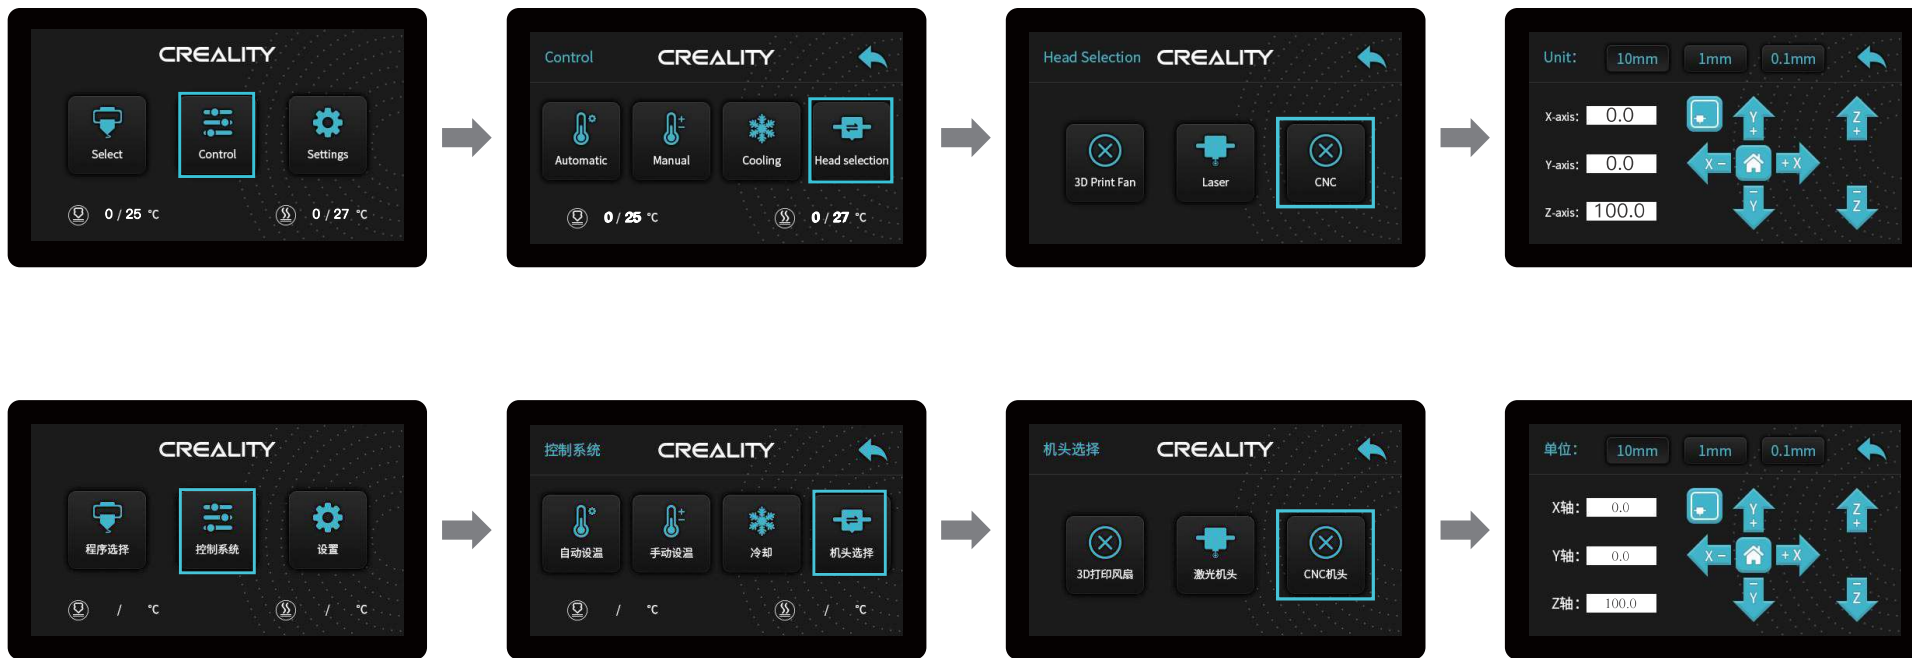 CREALITY
Select
Control
Settings
0 / 25 ℃
0 / 27 ℃
Control
CREALITY
Automatic
Manual
Cooling
Head selection
0 / 25 ℃
0 / 27 ℃
Head Selection
CREALITY
3D Print Fan
Laser
CNC
Unit:
10mm
1mm
0.1mm
X-axis: 0.0
Y-axis: 0.0
Z-axis: 100.0
Y +
X -
+ X
- Y
Z +
- Z
CREALITY
程序选择
控制系统
设置
/ ℃
/ ℃
控制系统
CREALITY
自动设温
手动设温
冷却
机头选择
/ ℃
/ ℃
机头选择
CREALITY
3D打印风扇
激光机头
CNC机头
单位：
10mm
1mm
0.1mm
X轴： 0.0
Y轴： 0.0
Z轴： 100.0
Y +
X -
+ X
- Y
Z +
- Z